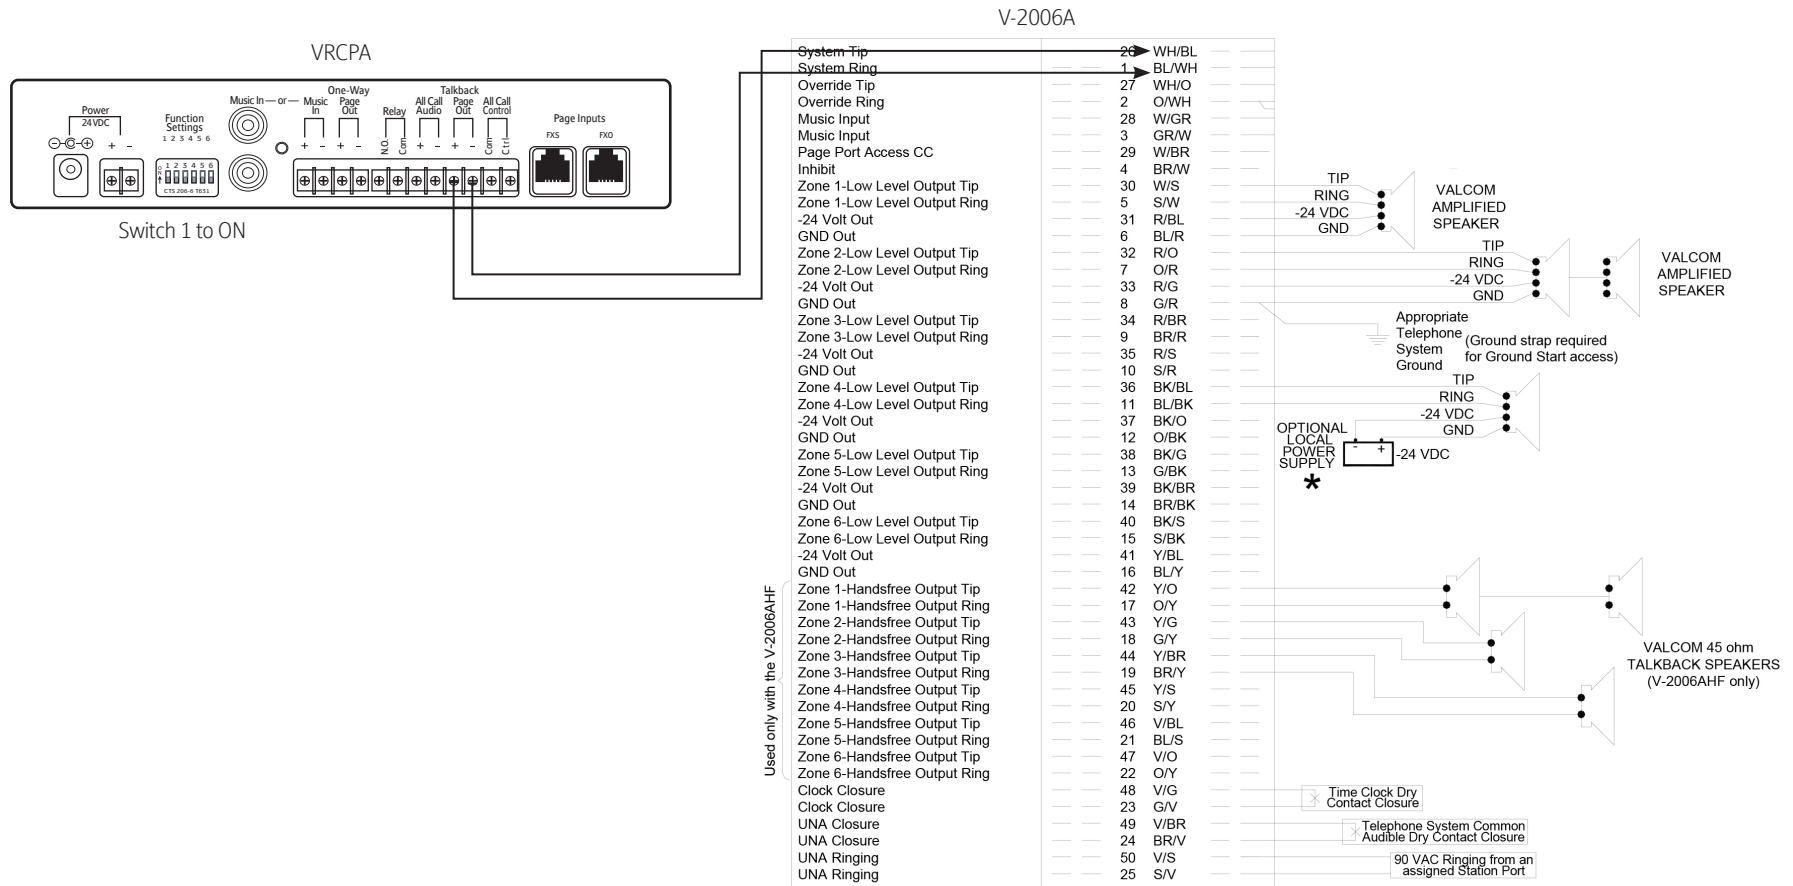 V-2006A
VRCPA
Power
24 VDC
+ -
Function
Settings
1 2 3 4 5 6
O
N
1 2 3 4 5 6
CTS 206-6 T631
Music In — or — Music
In
One-Way
Page
Out
+ - + -
Relay
N.O.
Com
Talkback
All Call
Audio
Page
Out
All Call
Control
+ - + -
Com
Ctrl
Page Inputs
FXS
FXO
Switch 1 to ON
System Tip 26 WH/BL
System Ring 1 BL/WH
Override Tip 27 WH/O
Override Ring 2 O/WH
Music Input 28 W/GR
Music Input 3 GR/W
Page Port Access CC 29 W/BR
Inhibit 4 BR/W
Zone 1-Low Level Output Tip 30 W/S
Zone 1-Low Level Output Ring 5 S/W
-24 Volt Out 31 R/BL
GND Out 6 BL/R
Zone 2-Low Level Output Tip 32 R/O
Zone 2-Low Level Output Ring 7 O/R
-24 Volt Out 33 R/G
GND Out 8 G/R
Zone 3-Low Level Output Tip 34 R/BR
Zone 3-Low Level Output Ring 9 BR/R
-24 Volt Out 35 R/S
GND Out 10 S/R
Zone 4-Low Level Output Tip 36 BK/BL
Zone 4-Low Level Output Ring 11 BL/BK
-24 Volt Out 37 BK/O
GND Out 12 O/BK
Zone 5-Low Level Output Tip 38 BK/G
Zone 5-Low Level Output Ring 13 G/BK
-24 Volt Out 39 BK/BR
GND Out 14 BR/BK
Zone 6-Low Level Output Tip 40 BK/S
Zone 6-Low Level Output Ring 15 S/BK
-24 Volt Out 41 Y/BL
GND Out 16 BL/Y
Used only with the V-2006AHF
Zone 1-Handsfree Output Tip 42 Y/O
Zone 1-Handsfree Output Ring 17 O/Y
Zone 2-Handsfree Output Tip 43 Y/G
Zone 2-Handsfree Output Ring 18 G/Y
Zone 3-Handsfree Output Tip 44 Y/BR
Zone 3-Handsfree Output Ring 19 BR/Y
Zone 4-Handsfree Output Tip 45 Y/S
Zone 4-Handsfree Output Ring 20 S/Y
Zone 5-Handsfree Output Tip 46 V/BL
Zone 5-Handsfree Output Ring 21 BL/S
Zone 6-Handsfree Output Tip 47 V/O
Zone 6-Handsfree Output Ring 22 O/Y
Clock Closure 48 V/G
Clock Closure 23 G/V
UNA Closure 49 V/BR
UNA Closure 24 BR/V
UNA Ringing 50 V/S
UNA Ringing 25 S/V
TIP
RING
-24 VDC
GND
VALCOM
AMPLIFIED
SPEAKER
TIP
RING
-24 VDC
GND
VALCOM
AMPLIFIED
SPEAKER
Appropriate
Telephone
System
Ground
(Ground strap required
for Ground Start access)
TIP
RING
-24 VDC
GND
OPTIONAL
LOCAL
POWER
SUPPLY
*
- +
-24 VDC
VALCOM 45 ohm
TALKBACK SPEAKERS
(V-2006AHF only)
Time Clock Dry
Contact Closure
Telephone System Common
Audible Dry Contact Closure
90 VAC Ringing from an
assigned Station Port